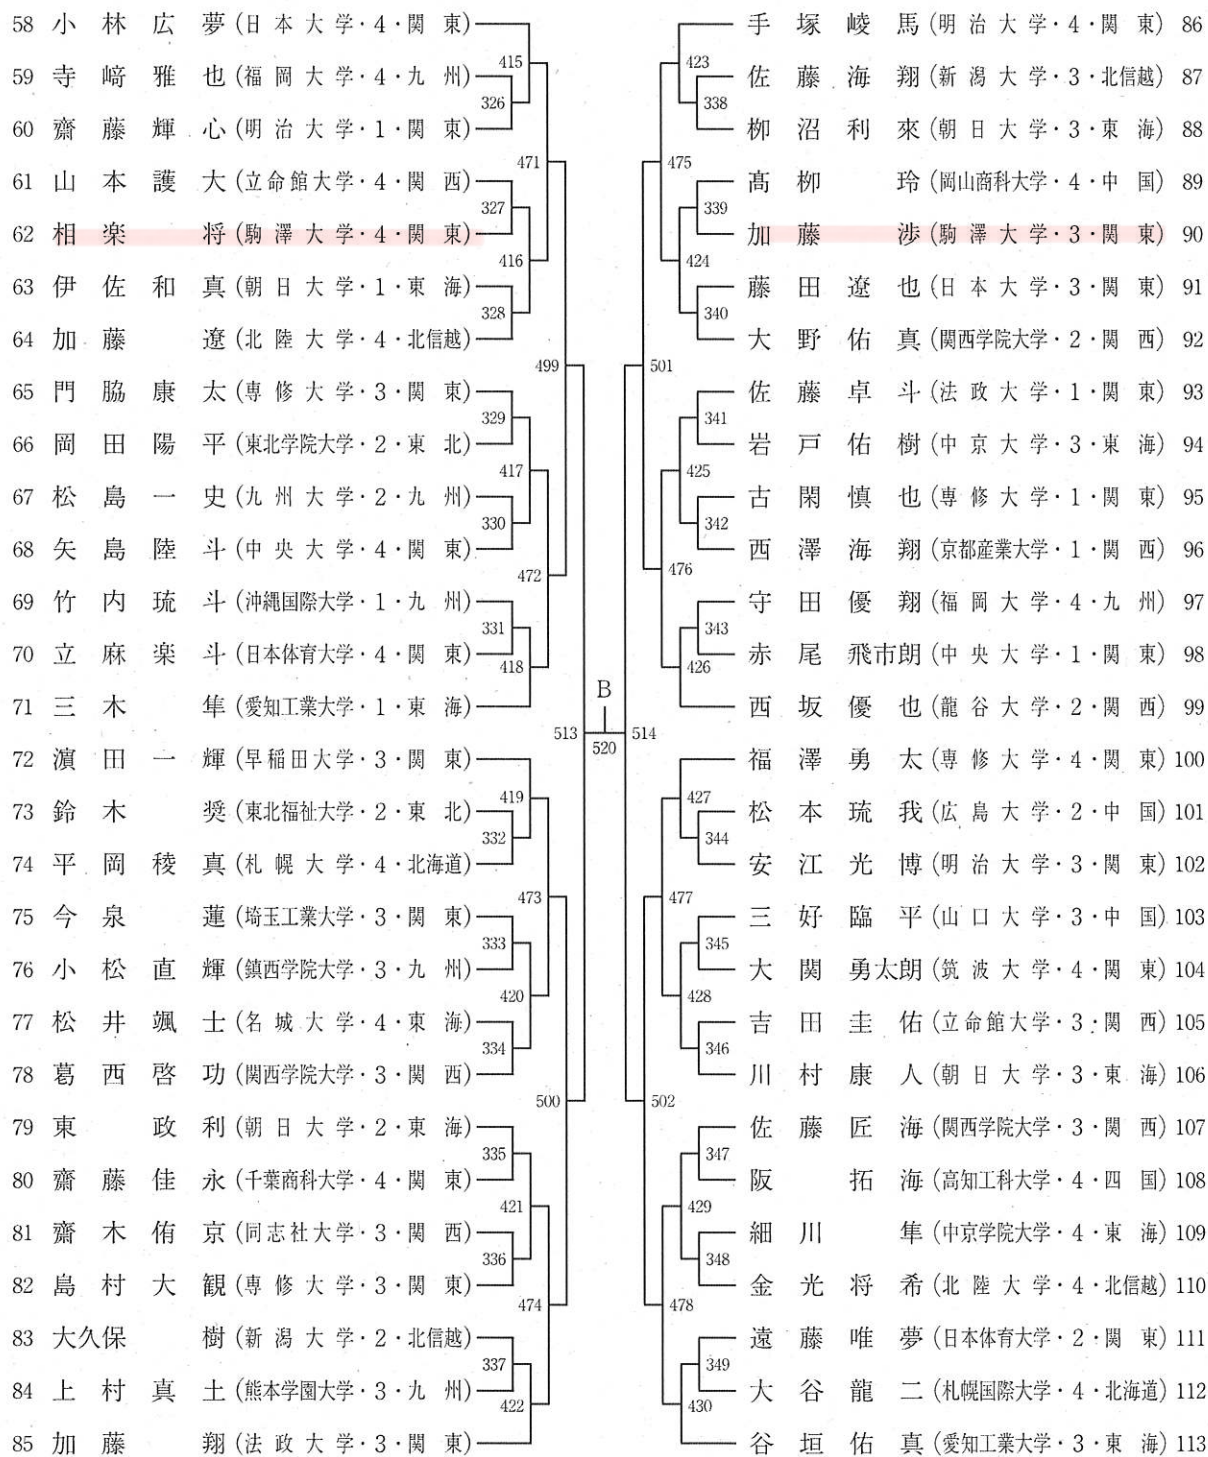 58 小林広夢(日本大学・4・関東)
59 寺﨑雅也(福岡大学・4・九州)
60 齋藤輝心(明治大学・1・関東)
61 山本護大(立命館大学・4・関西)
62 相楽将(駒澤大学・4・関東)
63 伊佐和真(朝日大学・1・東海)
64 加藤遼(北陸大学・4・北信越)
65 門脇康太(専修大学・3・関東)
66 岡田陽平(東北学院大学・2・東北)
67 松島一史(九州大学・2・九州)
68 矢島陸斗(中央大学・4・関東)
69 竹内琉斗(沖縄国際大学・1・九州)
70 立麻楽斗(日本体育大学・4・関東)
71 三木隼(愛知工業大学・1・東海)
72 濵田一輝(早稲田大学・3・関東)
73 鈴木奨(東北福祉大学・2・東北)
74 平岡稜真(札幌大学・4・北海道)
75 今泉蓮(埼玉工業大学・3・関東)
76 小松直輝(鎮西学院大学・3・九州)
77 松井颯士(名城大学・4・東海)
78 葛西啓功(関西学院大学・3・関西)
79 東政利(朝日大学・2・東海)
80 齋藤佳永(千葉商科大学・4・関東)
81 齋木侑京(同志社大学・3・関西)
82 島村大観(専修大学・3・関東)
83 大久保樹(新潟大学・2・北信越)
84 上村真土(熊本学園大学・3・九州)
85 加藤翔(法政大学・3・関東)
415
326
471
327
416
328
499
329
417
330
472
331
418
513
419
332
473
333
420
334
500
335
421
336
474
337
422
B
520
514
423
338
475
339
424
340
501
341
425
342
476
343
426
427
344
477
345
428
346
502
347
429
348
478
349
430
手塚崚馬(明治大学・4・関東) 86
佐藤海翔(新潟大学・3・北信越) 87
栁沼利來(朝日大学・3・東海) 88
髙柳玲(岡山商科大学・4・中国) 89
加藤渉(駒澤大学・3・関東) 90
藤田遼也(日本大学・3・関東) 91
大野佑真(関西学院大学・2・関西) 92
佐藤卓斗(法政大学・1・関東) 93
岩戸佑樹(中京大学・3・東海) 94
古閑慎也(専修大学・1・関東) 95
西澤海翔(京都産業大学・1・関西) 96
守田優翔(福岡大学・4・九州) 97
赤尾飛市朗(中央大学・1・関東) 98
西坂優也(龍谷大学・2・関西) 99
福澤勇太(専修大学・4・関東) 100
松本琉我(広島大学・2・中国) 101
安江光博(明治大学・3・関東) 102
三好臨平(山口大学・3・中国) 103
大関勇太朗(筑波大学・4・関東) 104
吉田圭佑(立命館大学・3・関西) 105
川村康人(朝日大学・3・東海) 106
佐藤匠海(関西学院大学・3・関西) 107
阪拓海(高知工科大学・4・四国) 108
細川隼(中京学院大学・4・東海) 109
金光将希(北陸大学・4・北信越) 110
遠藤唯夢(日本体育大学・2・関東) 111
大谷龍二(札幌国際大学・4・北海道) 112
谷垣佑真(愛知工業大学・3・東海) 113